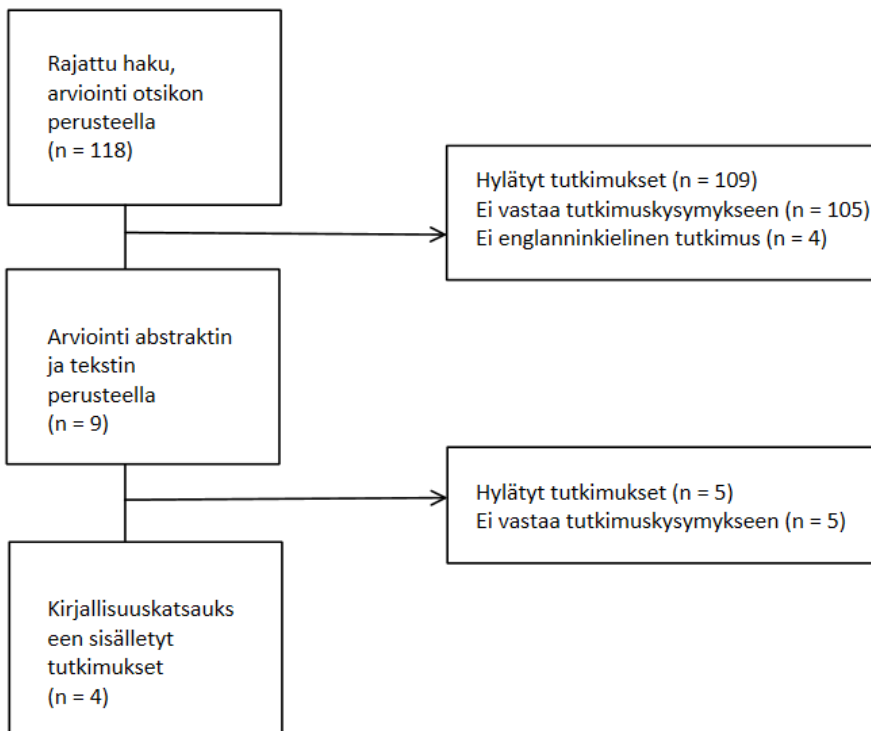 Rajattu haku,
arviointi otsikon
perusteella
(n = 118)
Hylätyt tutkimukset (n = 109)
Ei vastaa tutkimuskysymykseen (n = 105)
Ei englanninkielinen tutkimus (n = 4)
Arviointi abstraktin
ja tekstin
perusteella
(n = 9)
Hylätyt tutkimukset (n = 5)
Ei vastaa tutkimuskysymykseen (n = 5)
Kirjallisuuskatsauks
een sisälletyt
tutkimukset
(n = 4)